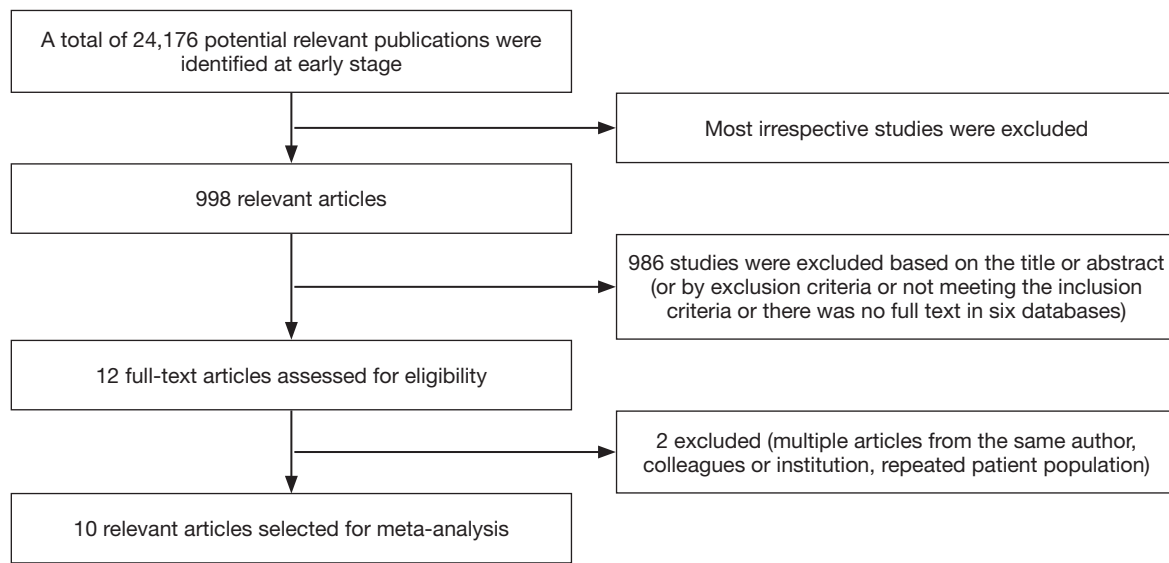 A total of 24,176 potential relevant publications were
identified at early stage
Most irrespective studies were excluded
998 relevant articles
986 studies were excluded based on the title or abstract
(or by exclusion criteria or not meeting the inclusion
criteria or there was no full text in six databases)
12 full-text articles assessed for eligibility
2 excluded (multiple articles from the same author,
colleagues or institution, repeated patient population)
10 relevant articles selected for meta-analysis